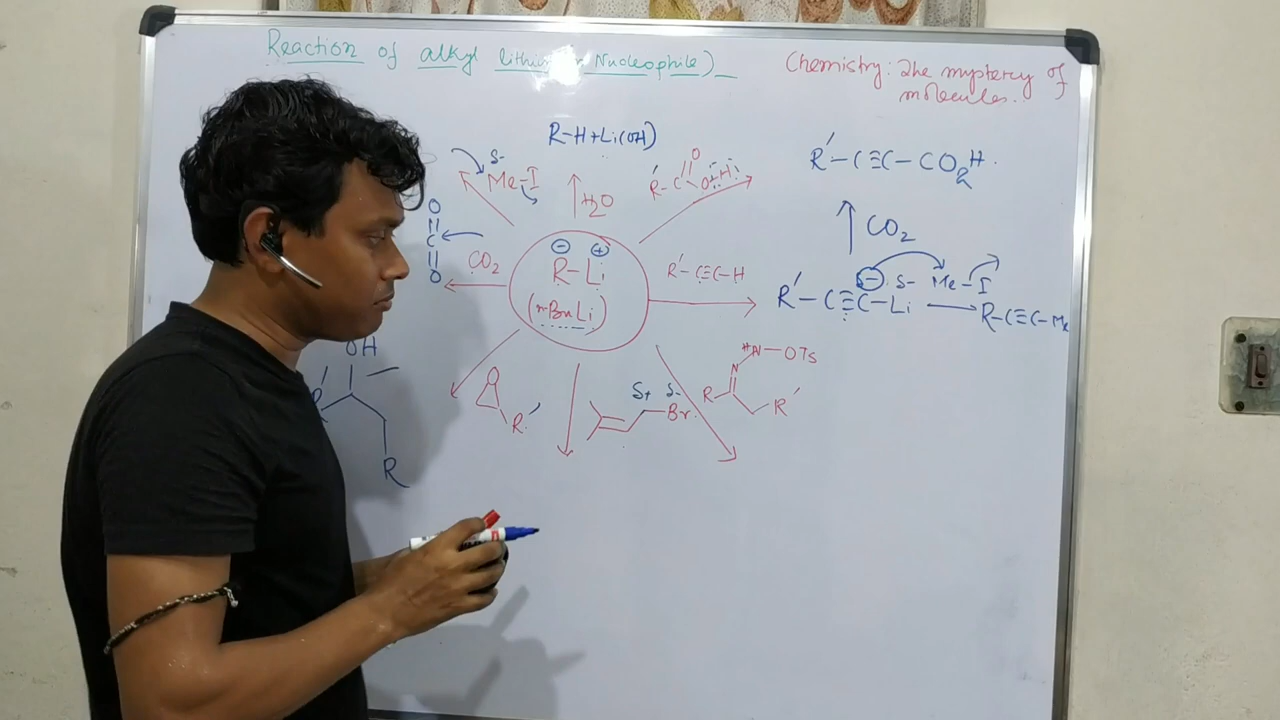 Reaction of alkyl lithiu Nucleophile)
Chemistry: The mystery of
molecules.
R-H+Li(OH)
R'-C≡C-CO2H.
δ-
Me-I
H2O
O
R'-C
O-H
CO2
O
C
O
CO2
⊖ ⊕
R-Li
(n-BuLi)
R'-C≡C-H
δ- δ- Me-I
R'-C≡C-Li
R-C≡C-Me
OH
R
O
R'
δ+ δ-
Br
N-OTs
N
R
R'